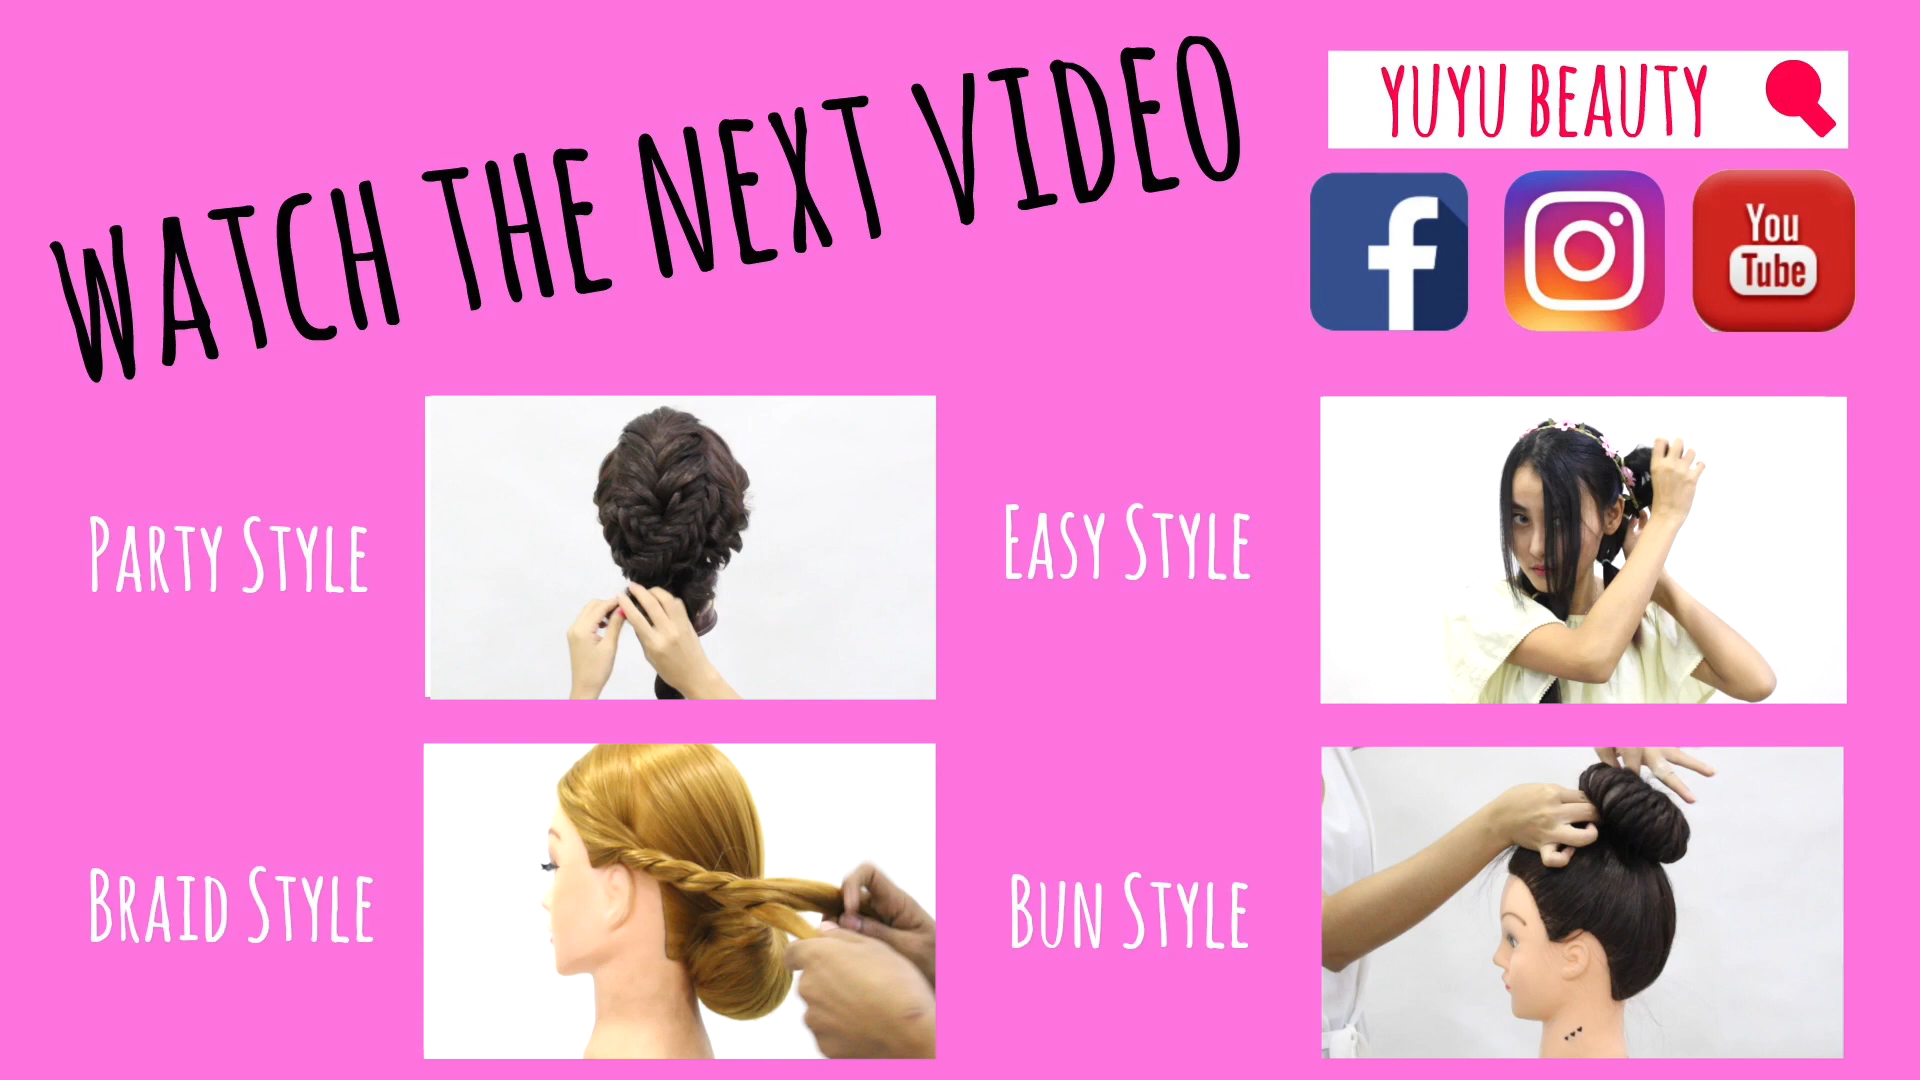 WATCH THE NEXT VIDEO
YUYU BEAUTY
f
You
Tube
PARTY STYLE
EASY STYLE
BRAID STYLE
BUN STYLE